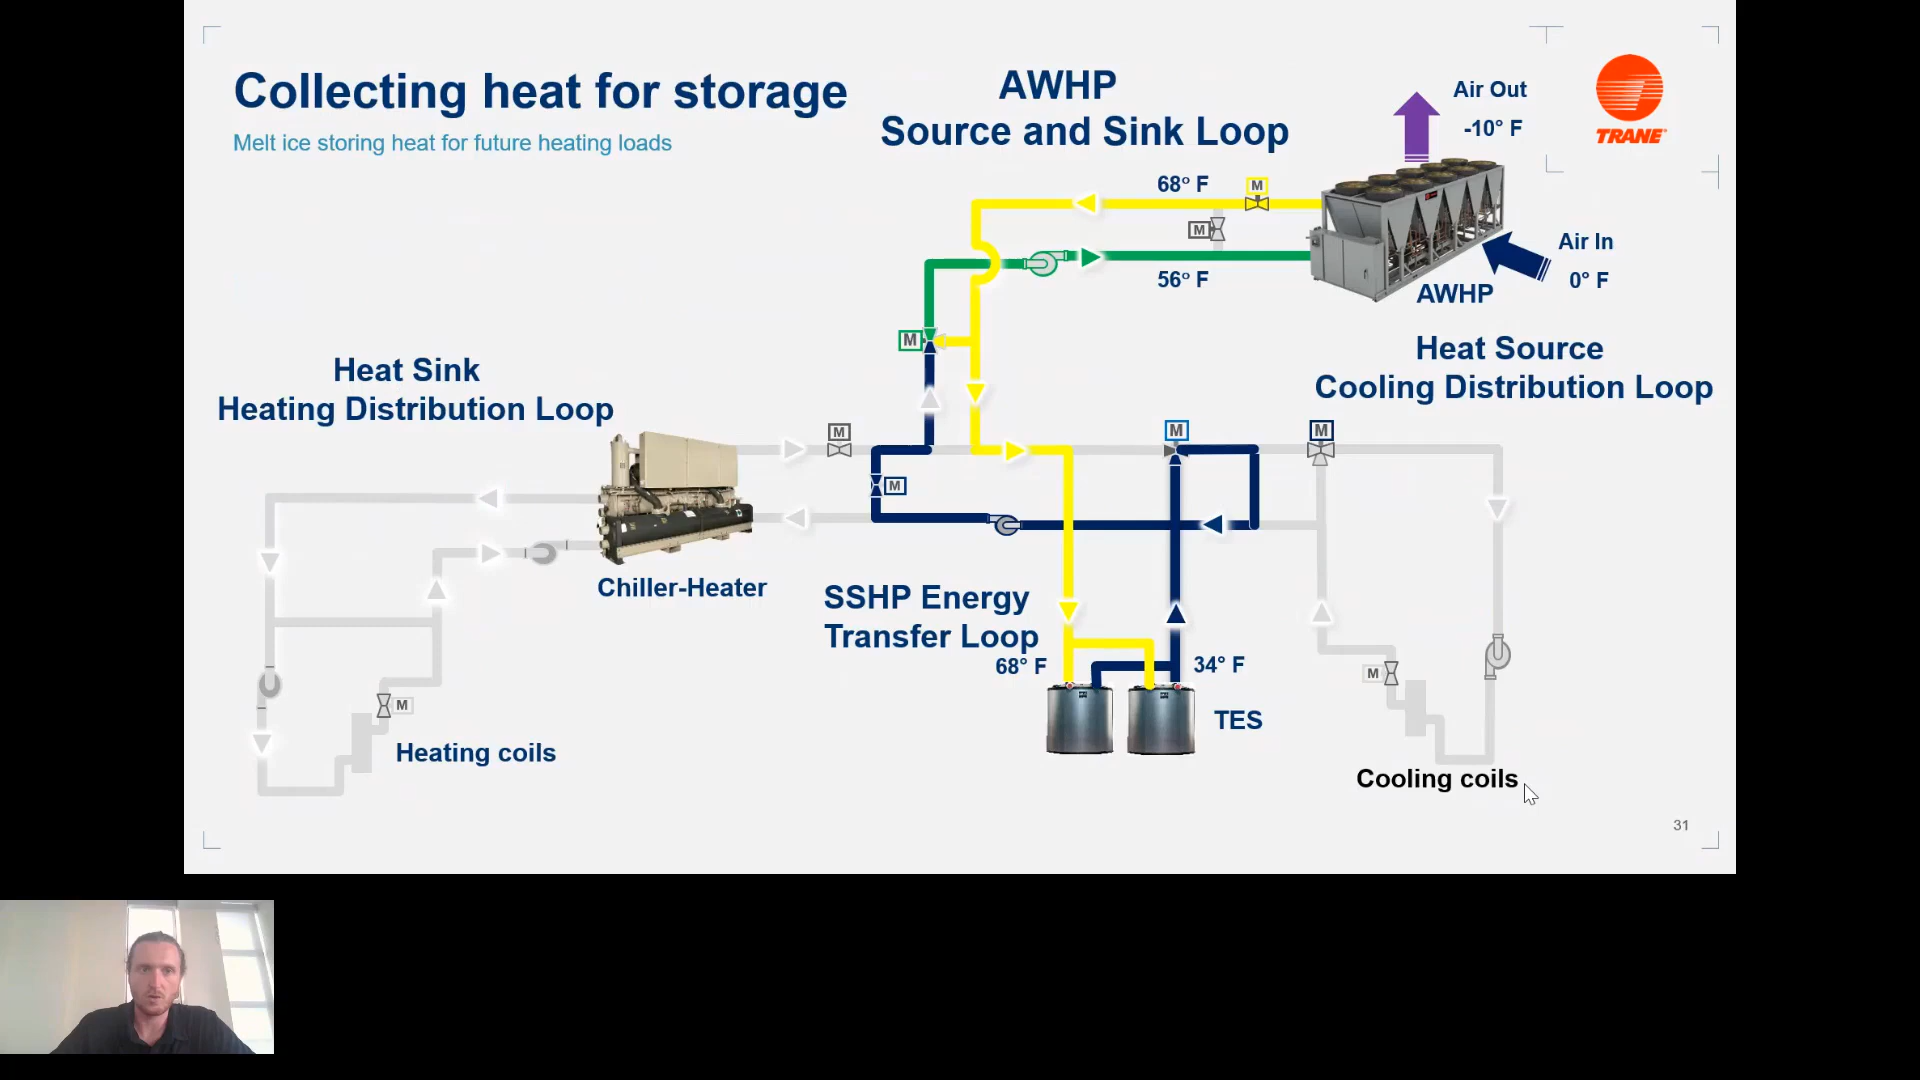 Collecting heat for storage
Melt ice storing heat for future heating loads
AWHP
Source and Sink Loop
Air Out
-10° F
TRANE
68° F
M
M
56° F
Air In
0° F
AWHP
M
Heat Sink
Heating Distribution Loop
Heat Source
Cooling Distribution Loop
M
M
M
M
Chiller-Heater
SSHP Energy
Transfer Loop
68° F
34° F
M
M
TES
Heating coils
Cooling coils
31